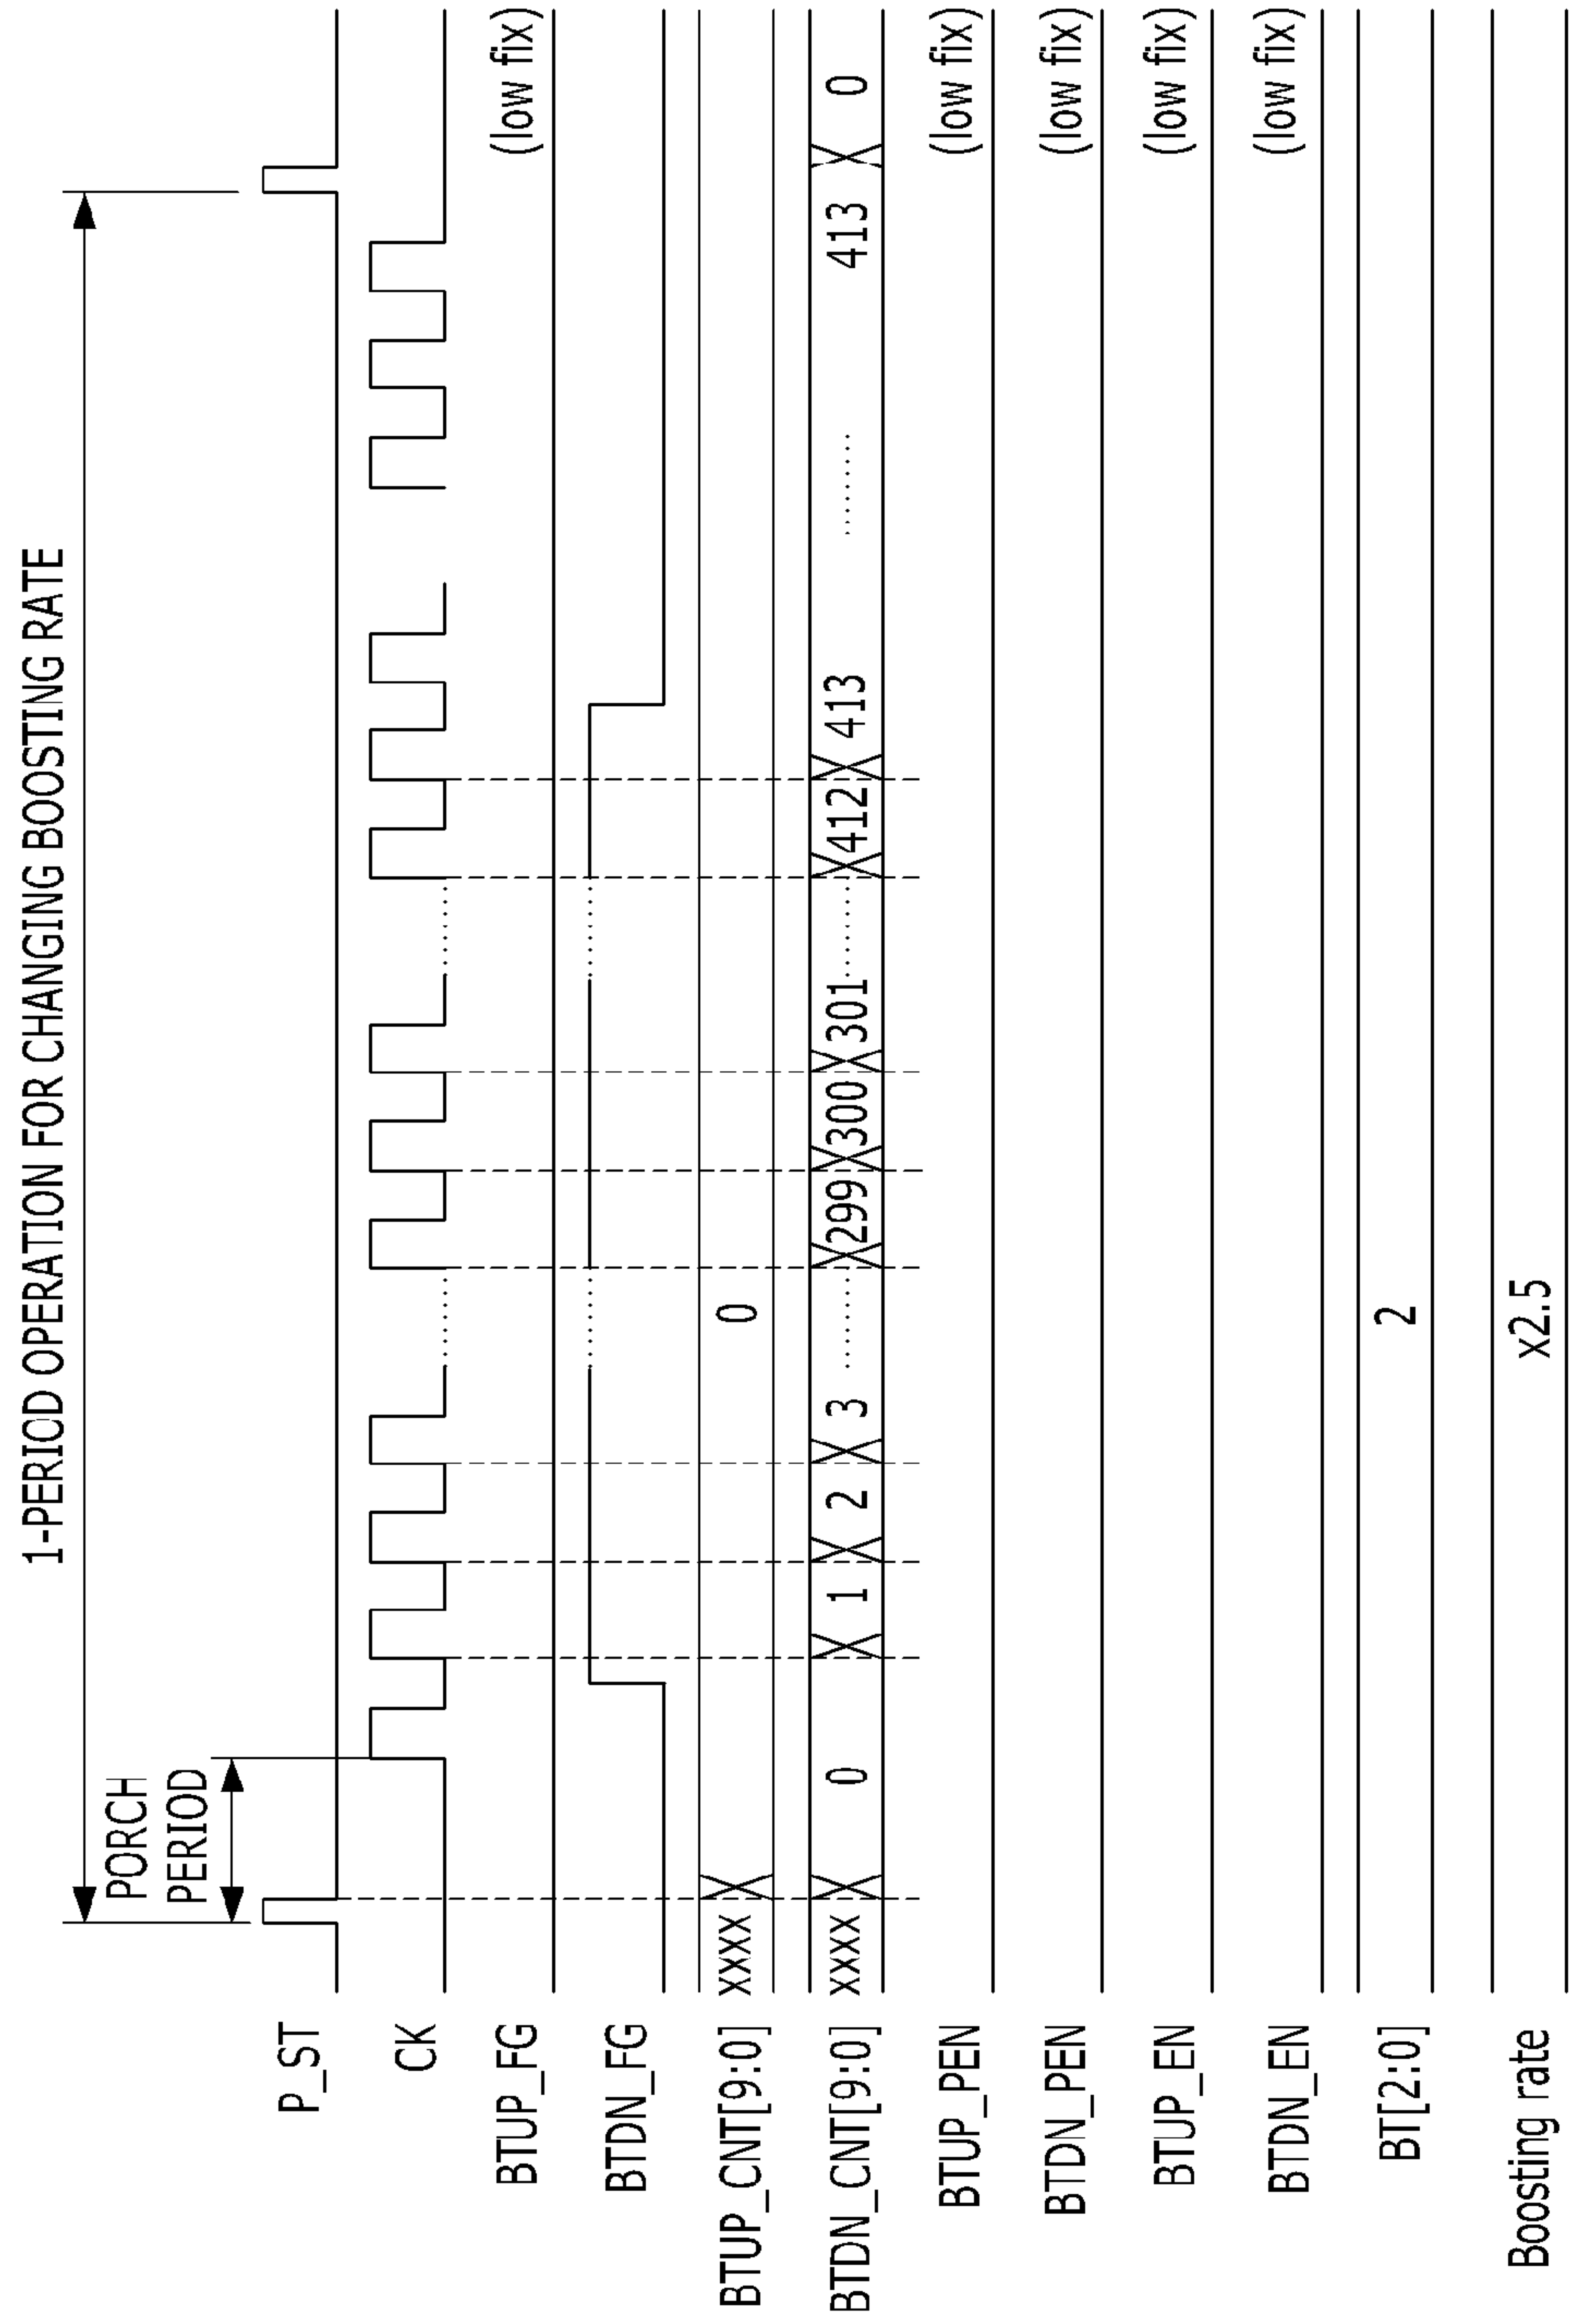 1-PERIOD OPERATION FOR CHANGING BOOSTING RATE
PORCH
PERIOD
P_ST
CK
BTUP_FG (low fix)
BTDN_FG
BTUP_CNT[9:0] xxxx 0
BTDN_CNT[9:0] xxxx 0 1 2 3 ........ 299 300 301 ........ 412 413 ........ 413 0
BTUP_PEN (low fix)
BTDN_PEN (low fix)
BTUP_EN (low fix)
BTDN_EN (low fix)
BT[2:0] 2
Boosting rate x2.5